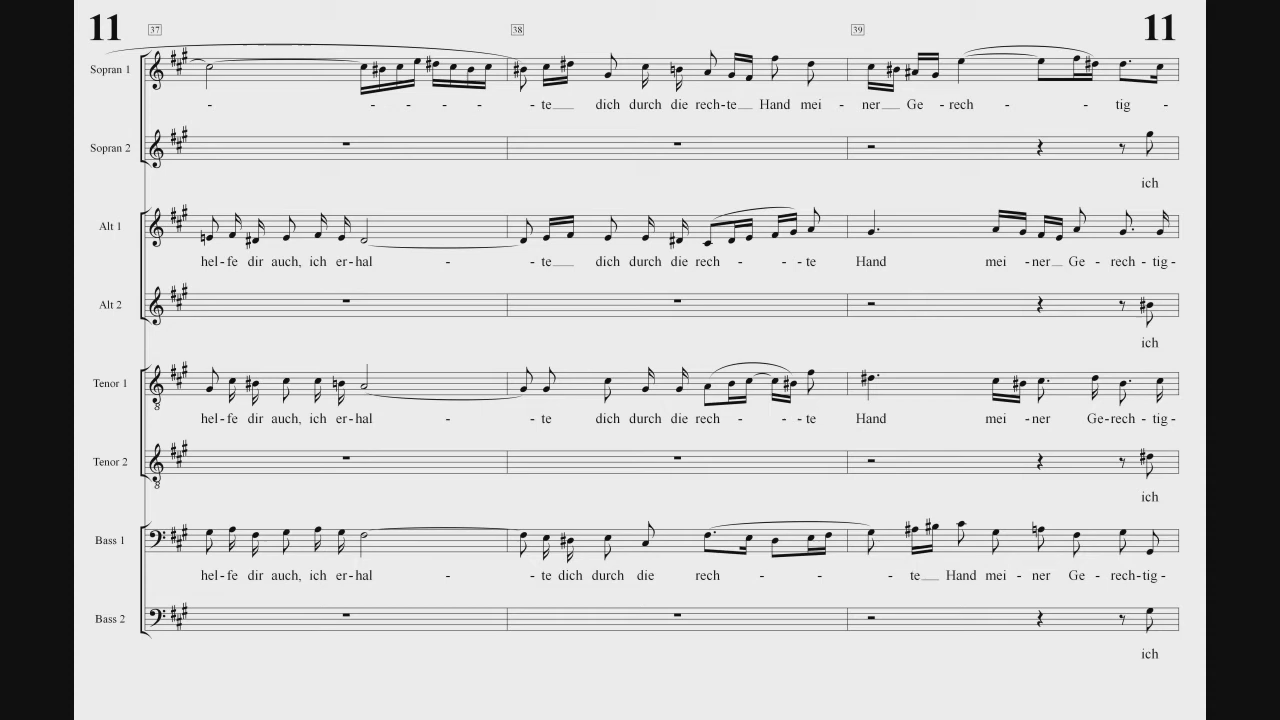 11 11
37 38 39
Sopran 1
- - - - - - te dich durch die rech-te Hand mei - ner Ge - rech - - tig -
Sopran 2
ich
Alt 1
hel-fe dir auch, ich er-hal - - te dich durch die rech - - - te Hand mei - ner Ge - rech - tig -
Alt 2
ich
Tenor 1
hel-fe dir auch, ich er-hal - - te dich durch die rech - - - te Hand mei - ner Ge-rech - tig -
Tenor 2
ich
Bass 1
hel-fe dir auch, ich er-hal - - te dich durch die rech - - - te Hand mei - ner Ge - rech-tig -
Bass 2
ich